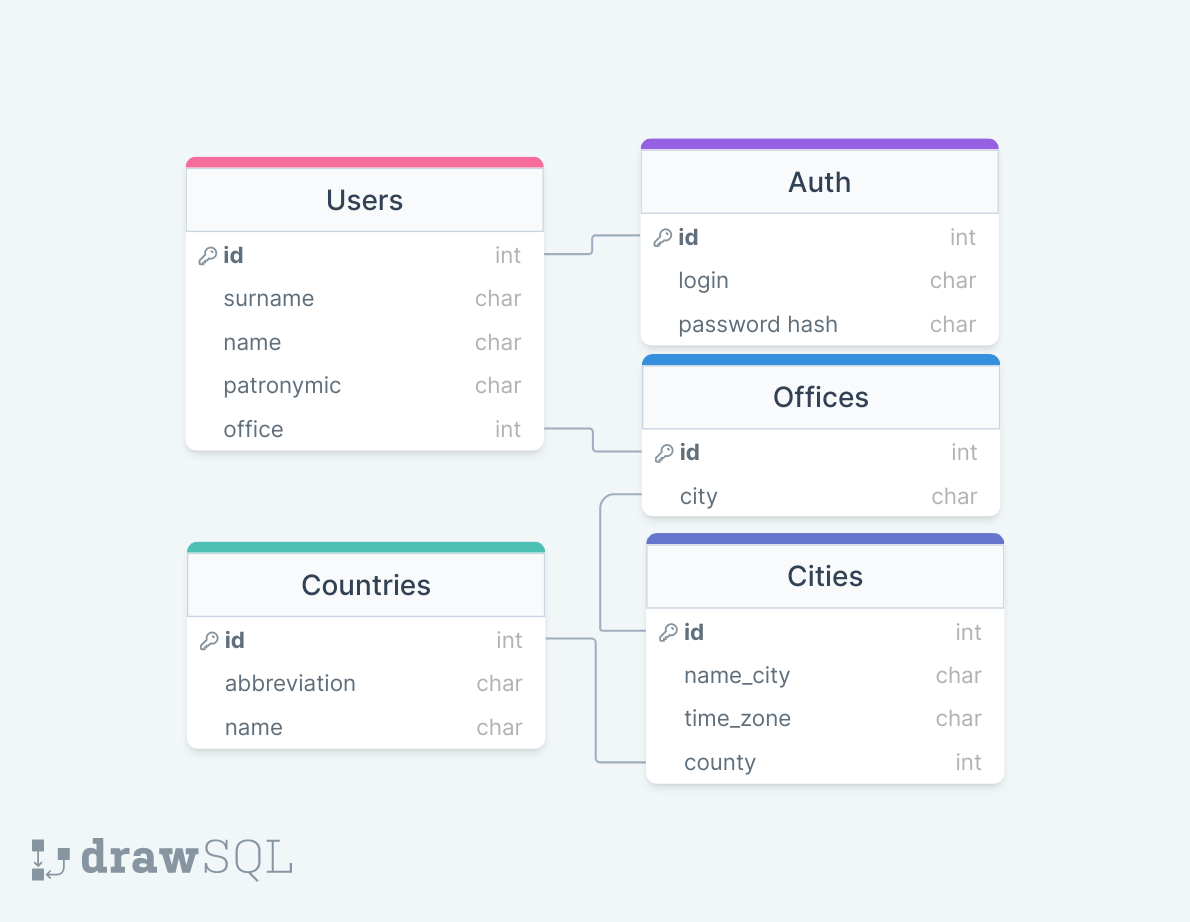 Users
id int
surname char
name char
patronymic char
office int
Auth
id int
login char
password hash char
Offices
id int
city char
Countries
id int
abbreviation char
name char
Cities
id int
name_city char
time_zone char
county int
drawSQL